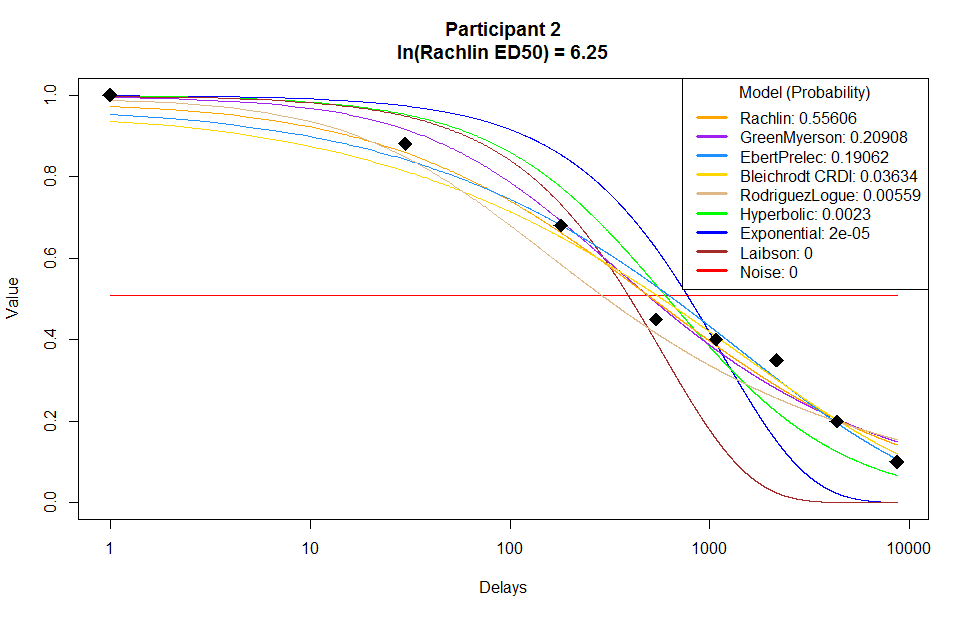 Participant 2
ln(Rachlin ED50) = 6.25
Model (Probability)
Rachlin: 0.55606
GreenMyerson: 0.20908
EbertPrelec: 0.19062
Bleichrodt CRDI: 0.03634
RodriguezLogue: 0.00559
Hyperbolic: 0.0023
Exponential: 2e-05
Laibson: 0
Noise: 0
Value
1.0
0.8
0.6
0.4
0.2
0.0
1 10 100 1000 10000
Delays